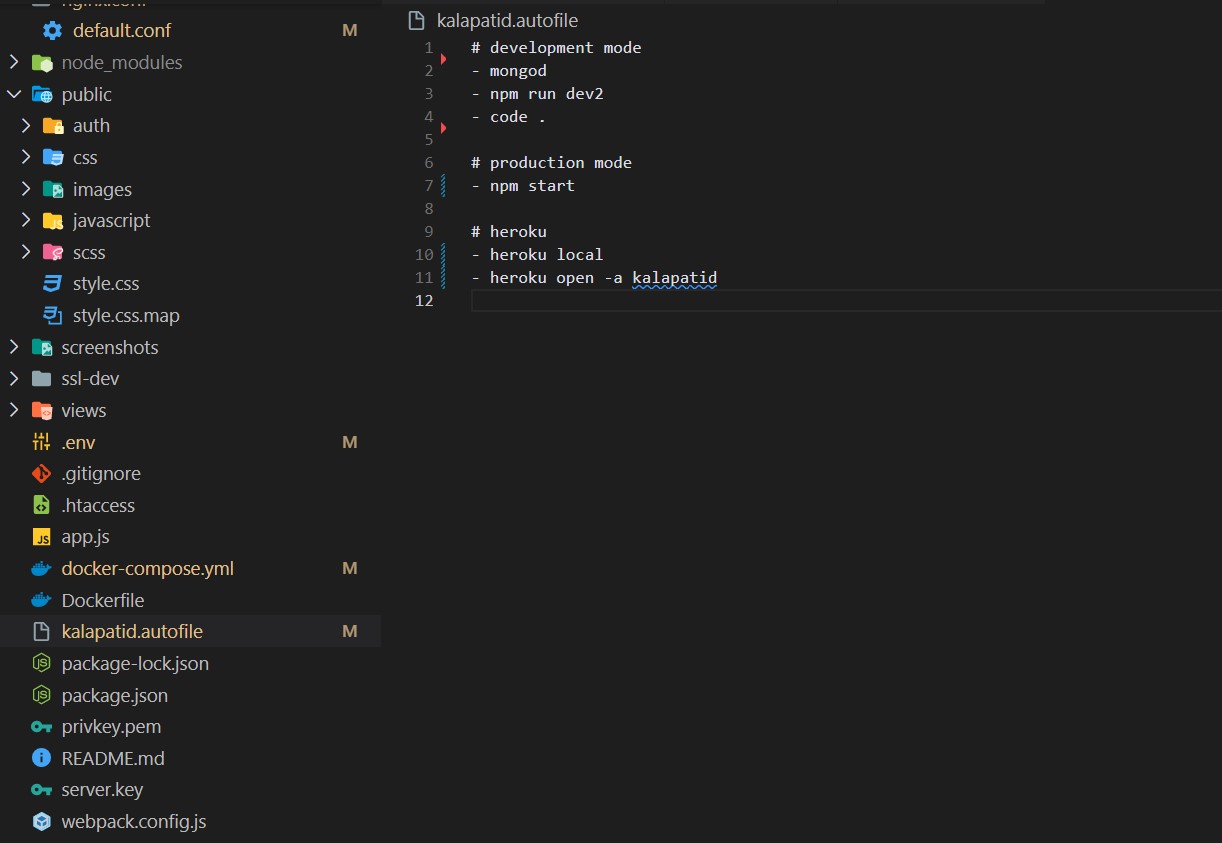 default.conf M
node_modules
public
auth
css
images
javascript
scss
style.css
style.css.map
screenshots
ssl-dev
views
.env M
.gitignore
.htaccess
app.js
docker-compose.yml M
Dockerfile
kalapatid.autofile M
package-lock.json
package.json
privkey.pem
README.md
server.key
webpack.config.js
kalapatid.autofile
1 # development mode
2 - mongod
3 - npm run dev2
4 - code .
5
6 # production mode
7 - npm start
8
9 # heroku
10 - heroku local
11 - heroku open -a kalapatid
12